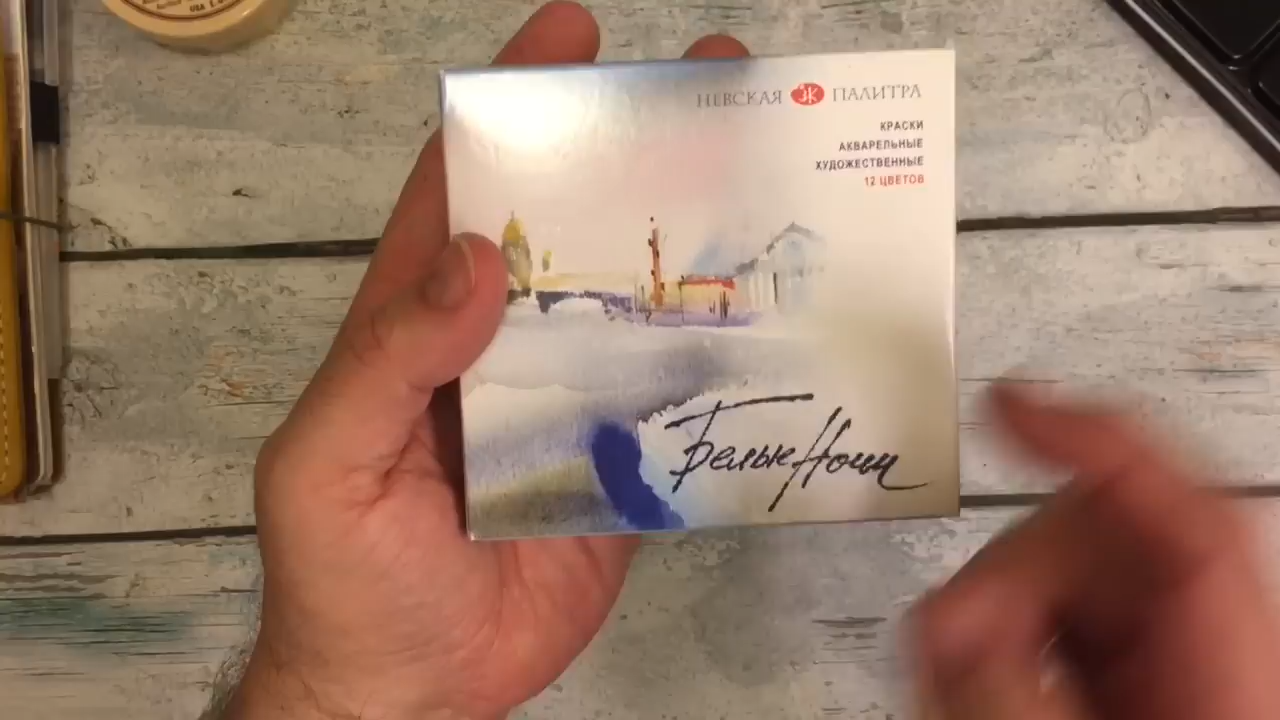 НЕВСКАЯ ЗК ПАЛИТРА
КРАСКИ
АКВАРЕЛЬНЫЕ
ХУДОЖЕСТВЕННЫЕ
12 ЦВЕТОВ
Белые Ночи